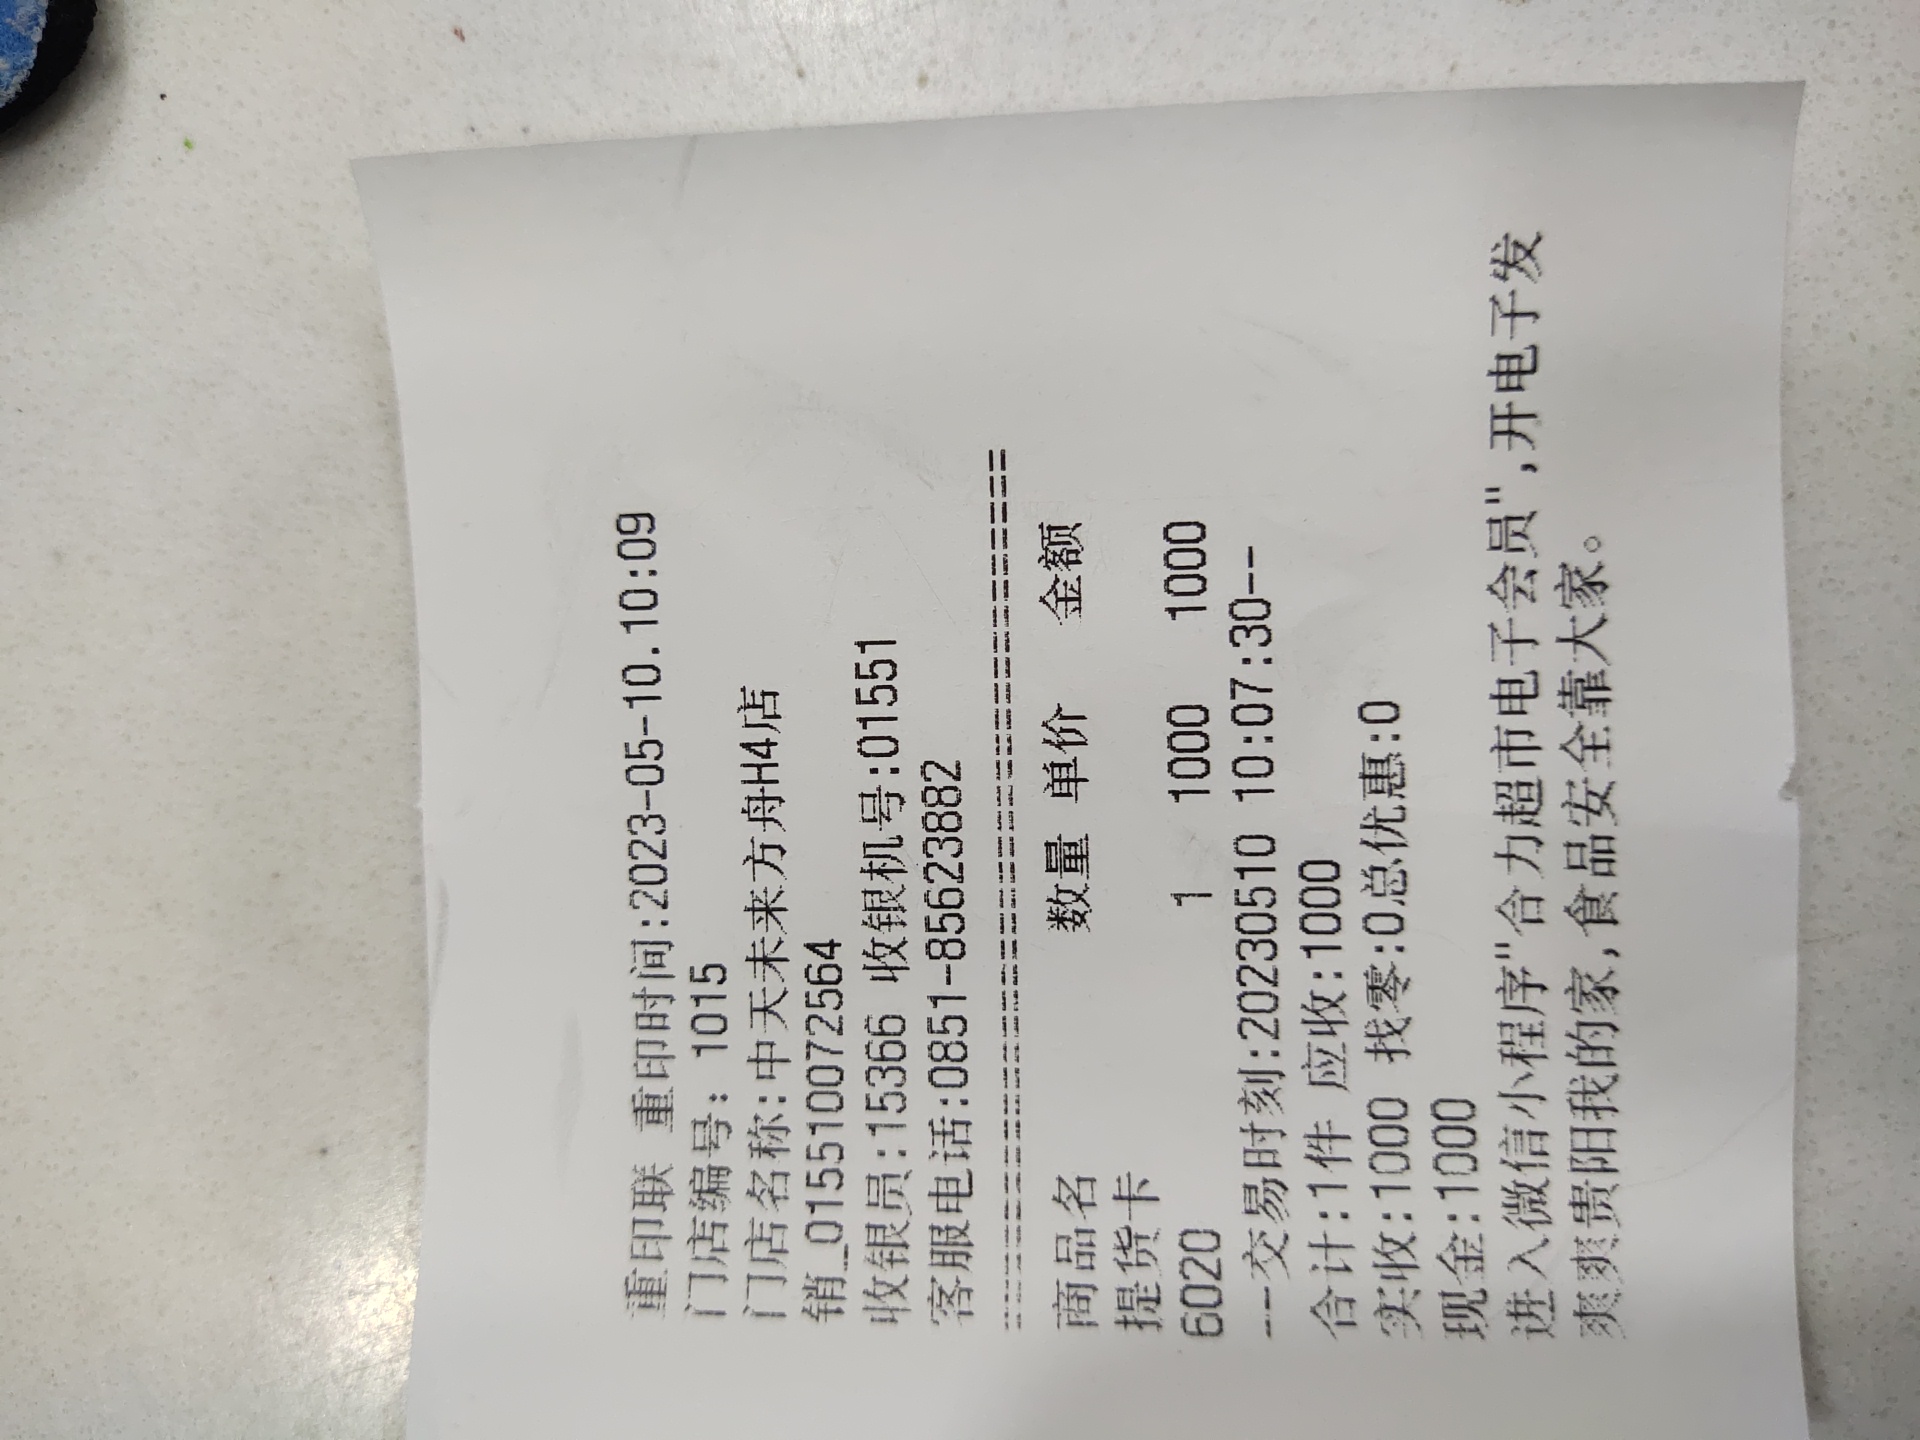 重印联 重印时间:2023-05-10.10:09
门店编号: 1015
门店名称:中天未来方舟H4店
销_015510072564
收银员:15366 收银机号:01551
客服电话:0851-85623882
================================================
商品名 数量 单价 金额
提货卡
6020 1 1000 1000
--交易时刻:20230510 10:07:30--
合计:1件 应收:1000
实收:1000 找零:0总优惠:0
现金:1000
进入微信小程序"合力超市电子会员",开电子发
爽爽贵阳我的家,食品安全靠大家。